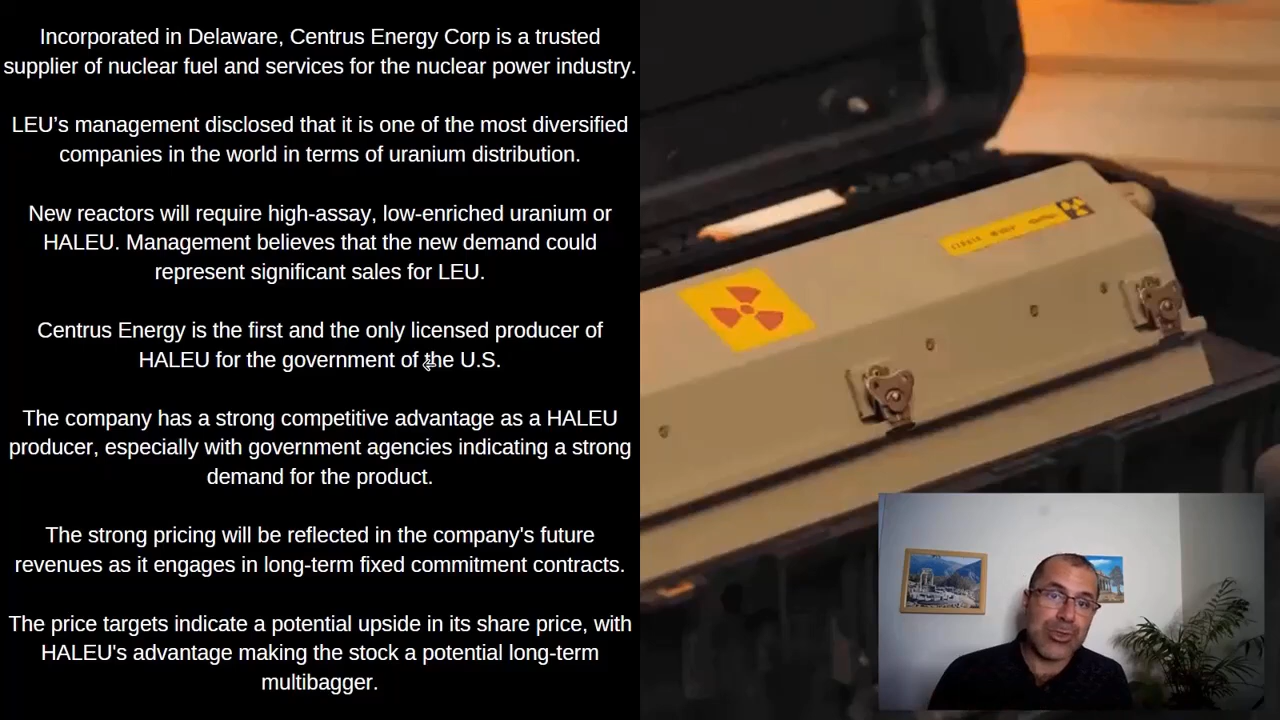 Incorporated in Delaware, Centrus Energy Corp is a trusted
supplier of nuclear fuel and services for the nuclear power industry.
LEU's management disclosed that it is one of the most diversified
companies in the world in terms of uranium distribution.
New reactors will require high-assay, low-enriched uranium or
HALEU. Management believes that the new demand could
represent significant sales for LEU.
Centrus Energy is the first and the only licensed producer of
HALEU for the government of the U.S.
The company has a strong competitive advantage as a HALEU
producer, especially with government agencies indicating a strong
demand for the product.
The strong pricing will be reflected in the company's future
revenues as it engages in long-term fixed commitment contracts.
The price targets indicate a potential upside in its share price, with
HALEU's advantage making the stock a potential long-term
multibagger.